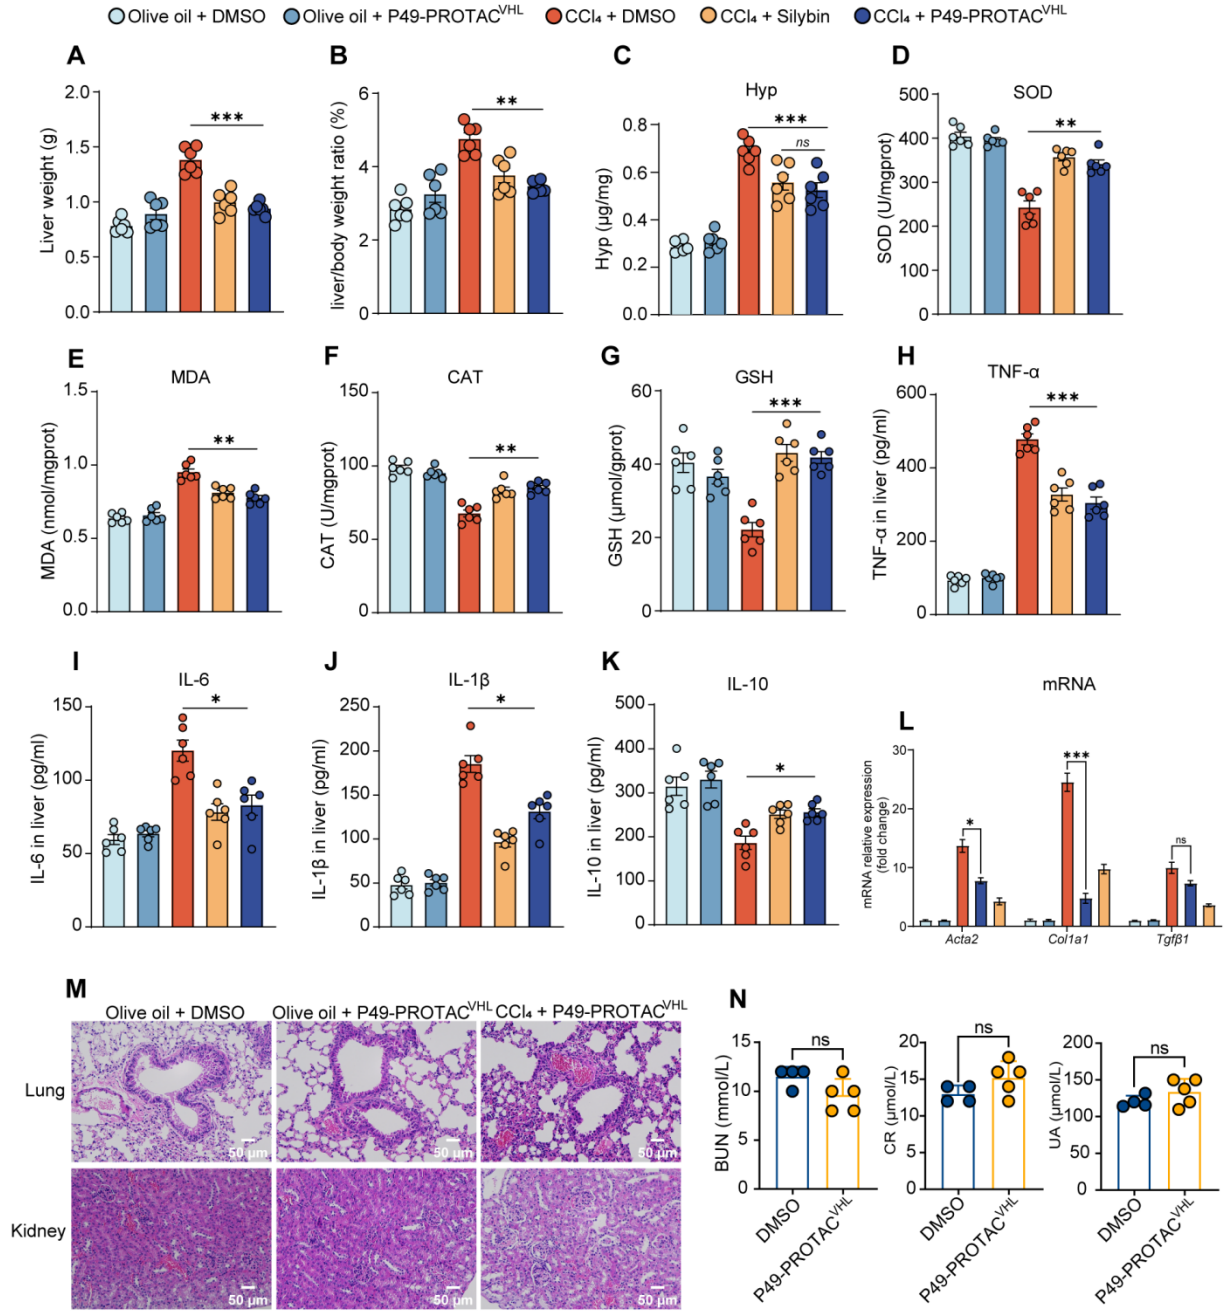 Olive oil + DMSO Olive oil + P49-PROTACVHL CCl₄ + DMSO CCl₄ + Silybin CCl₄ + P49-PROTACVHL
A
Liver weight (g)
2.0
1.5
1.0
0.5
0.0
***
B
liver/body weight ratio (%)
6
4
2
0
**
C
Hyp
Hyp (μg/mg)
0.8
0.6
0.4
0.2
0.0
***
ns
D
SOD
SOD (U/mgprot)
500
400
300
200
100
0
**
E
MDA
MDA (nmol/mgprot)
1.5
1.0
0.5
0.0
**
F
CAT
CAT (U/mgprot)
150
100
50
0
**
G
GSH
GSH (μmol/gprot)
60
40
20
0
***
H
TNF-α
TNF-α in liver (pg/ml)
600
400
200
0
***
I
IL-6
IL-6 in liver (pg/ml)
150
100
50
0
*
J
IL-1β
IL-1β in liver (pg/ml)
250
200
150
100
50
0
*
K
IL-10
IL-10 in liver (pg/ml)
500
400
300
200
100
0
*
mRNA
L
mRNA relative expression
(fold change)
30
20
10
0
*
***
ns
Acta2 Col1a1 Tgfβ1
M
Olive oil + DMSO Olive oil + P49-PROTACVHL CCl₄ + P49-PROTACVHL
Lung
50 μm 50 μm 50 μm
Kidney
50 μm 50 μm 50 μm
N
BUN (mmol/L)
15
10
5
0
ns
DMSO
P49-PROTACVHL
CR (μmol/L)
20
15
10
5
0
ns
DMSO
P49-PROTACVHL
UA (μmol/L)
200
150
100
50
0
ns
DMSO
P49-PROTACVHL